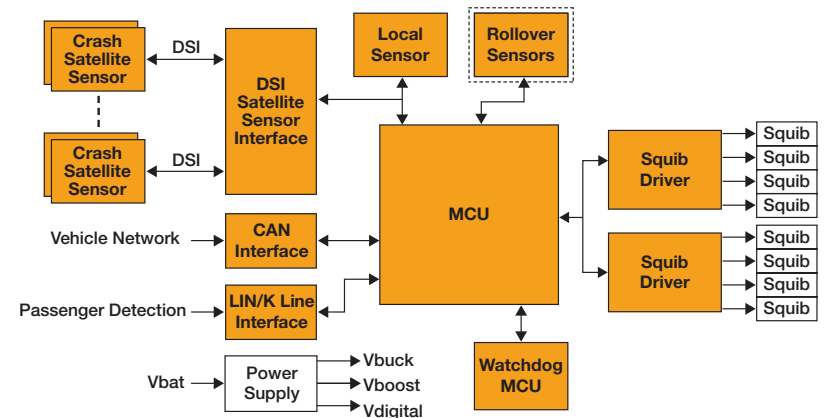 Crash
Satellite
Sensor
DSI
DSI
Satellite
Sensor
Interface
Local
Sensor
Rollover
Sensors
Crash
Satellite
Sensor
DSI
MCU
Squib
Driver
Squib
Squib
Squib
Squib
Vehicle Network
CAN
Interface
Squib
Driver
Squib
Squib
Squib
Squib
Passenger Detection
LIN/K Line
Interface
Vbat
Power
Supply
Vbuck
Vboost
Vdigital
Watchdog
MCU